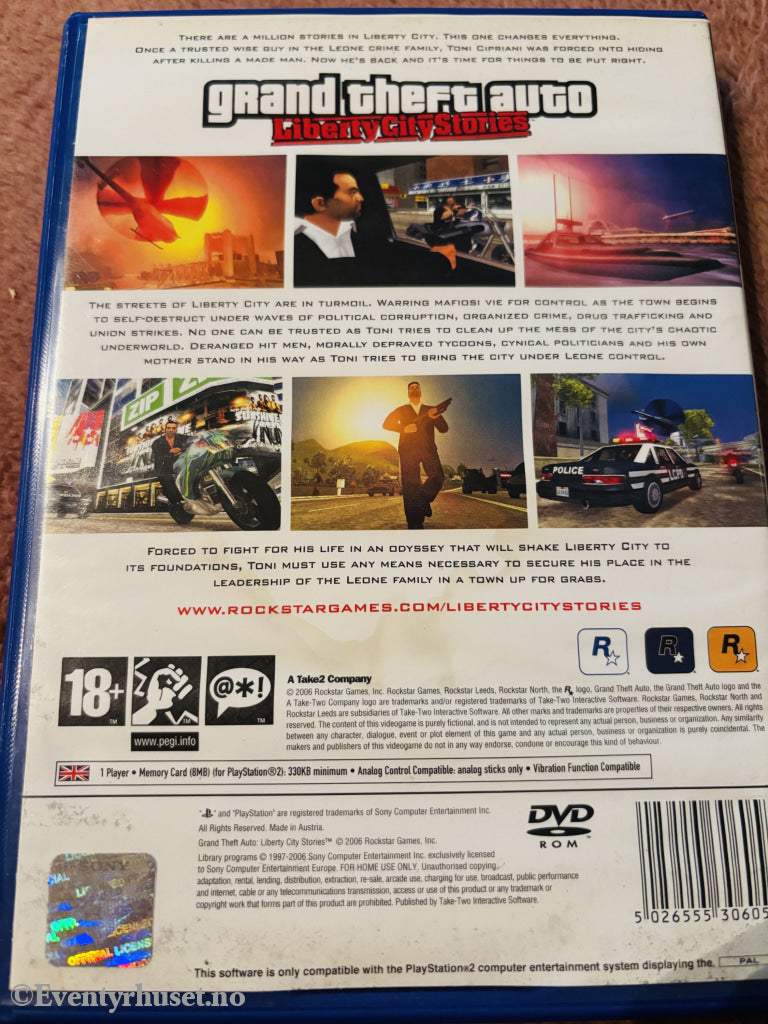 There are a million stories in Liberty City. This one changes everything.
Once a trusted wise guy in the Leone crime family, Toni Cipriani was forced into hiding
after killing a made man. Now he's back and it's time for things to be put right.
grand theft auto
Liberty City Stories
The streets of Liberty City are in turmoil. Warring mafiosi vie for control as the town begins
to self-destruct under waves of political corruption, organized crime, drug trafficking and
union strikes. No one can be trusted as Toni tries to clean up the mess of the city's chaotic
underworld. Deranged hit men, morally depraved tycoons, cynical politicians and his own
mother stand in his way as Toni tries to bring the city under Leone control.
ZIP
Z
POLICE
LCPD
Forced to fight for his life in an odyssey that will shake Liberty City to
its foundations, Toni must use any means necessary to secure his place in the
leadership of the Leone family in a town up for grabs.
www.rockstargames.com/libertycitystories
R R R
18+ ™ ™ @*! ™
www.pegi.info
A Take2 Company
© 2006 Rockstar Games, Inc. Rockstar Games, Rockstar Leeds, Rockstar North, the R logo, Grand Theft Auto, the Grand Theft Auto logo and the
A Take-Two Company logo are trademarks and/or registered trademarks of Take-Two Interactive Software. Rockstar Games, Rockstar North and
Rockstar Leeds are subsidiaries of Take-Two Interactive Software. All other marks and trademarks are properties of their respective owners. All rights
reserved. The content of this videogame is purely fictional, and is not intended to represent any actual person, business or organization. Any similarity
between any character, dialogue, event or plot element of this game and any actual person, business or organization is purely coincidental. The
makers and publishers of this videogame do not in any way endorse, condone or encourage this kind of behaviour.
1 Player • Memory Card (8MB) (for PlayStation®2): 330KB minimum • Analog Control Compatible: analog sticks only • Vibration Function Compatible
" " and "PlayStation" are registered trademarks of Sony Computer Entertainment Inc.
All Rights Reserved. Made in Austria.
Grand Theft Auto: Liberty City Stories™ © 2006 Rockstar Games, Inc.
Library programs © 1997-2006 Sony Computer Entertainment Inc. exclusively licensed
to Sony Computer Entertainment Europe. FOR HOME USE ONLY. Unauthorised copying,
adaptation, rental, lending, distribution, extraction, re-sale, arcade use, charging for use, broadcast, public performance
and internet, cable or any telecommunications transmission, access or use of this product or any trademark or
copyright work that forms part of this product are prohibited. Published by Take-Two Interactive Software.
DVD
ROM
5 026555 30605
SONY
OFFICIAL LICENS
This software is only compatible with the PlayStation®2 computer entertainment system displaying the
PAL
©Eventyrhuset.no